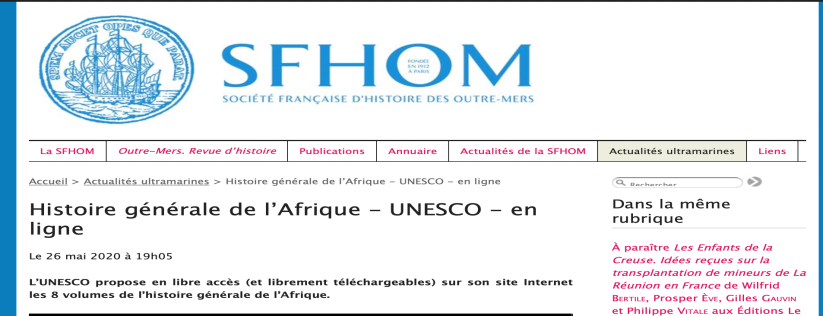 QUEM AUCET OPES QUE PARAT
SFHOM
FONDÉE
EN 1912
À PARIS
SOCIÉTÉ FRANÇAISE D'HISTOIRE DES OUTRE-MERS
La SFHOM
Outre-Mers. Revue d'histoire
Publications
Annuaire
Actualités de la SFHOM
Actualités ultramarines
Liens
Accueil > Actualités ultramarines > Histoire générale de l'Afrique – UNESCO – en ligne
Histoire générale de l'Afrique – UNESCO – en
ligne
Le 26 mai 2020 à 19h05
L'UNESCO propose en libre accès (et librement téléchargeables) sur son site Internet
les 8 volumes de l'histoire générale de l'Afrique.
Rechercher
Dans la même
rubrique
À paraître Les Enfants de la
Creuse. Idées reçues sur la
transplantation de mineurs de La
Réunion en France de Wilfrid
BERTILE, Prosper ÈVE, Gilles GAUVIN
et Philippe VITALE aux Éditions Le